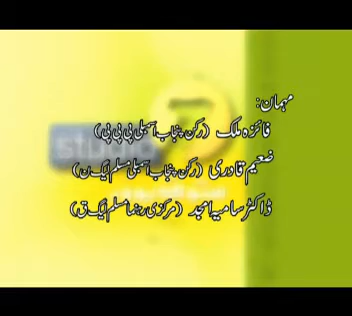 مہمان:
فائزہ ملک (رکن پنجاب اسمبلی پی پی پی)
ضعیم قادری (رکن پنجاب اسمبلی مسلم لیگ ن)
ڈاکٹر سامیہ امجد (مرکزی رہنما مسلم لیگ ق)